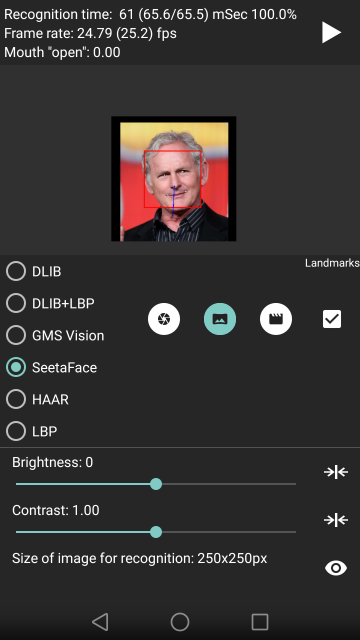 Recognition time:  61 (65.6/65.5) mSec 100.0%
Frame rate: 24.79 (25.2) fps
Mouth "open": 0.00
Landmarks
DLIB
DLIB+LBP
GMS Vision
SeetaFace
HAAR
LBP
Brightness: 0
Contrast: 1.00
Size of image for recognition: 250x250px